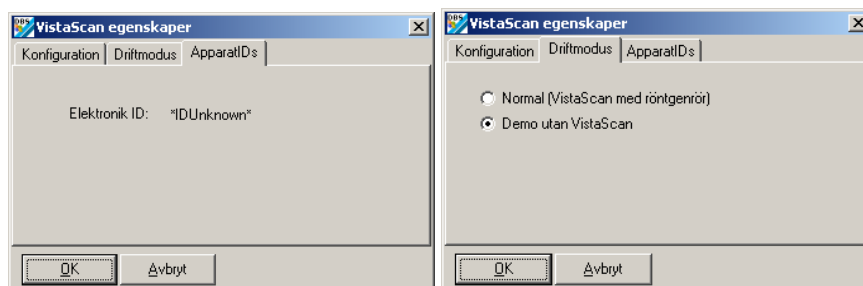 VistaScan egenskaper
Konfiguration Driftmodus ApparatIDs
Elektronik ID: *IDUnknown*
OK Avbryt
VistaScan egenskaper
Konfiguration Driftmodus ApparatIDs
Normal (VistaScan med röntgenrör)
Demo utan VistaScan
OK Avbryt